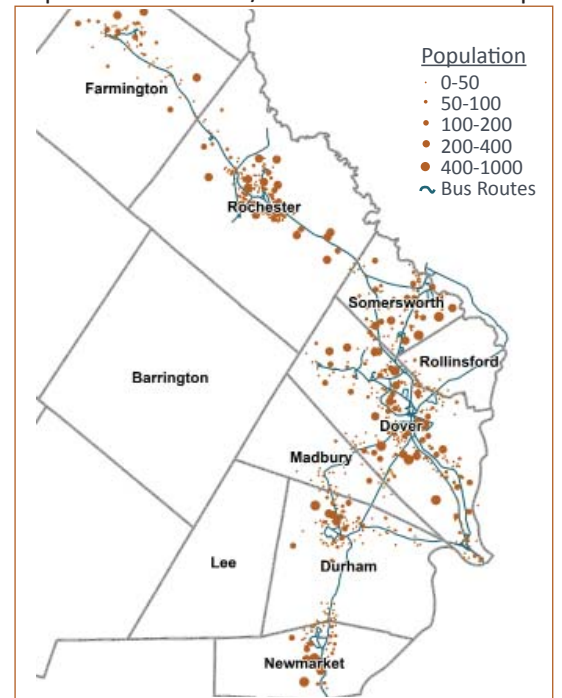 Population
0-50
50-100
100-200
200-400
400-1000
Bus Routes
Farmington
Rochester
Somersworth
Rollinsford
Barrington
Dover
Madbury
Lee
Durham
Newmarket